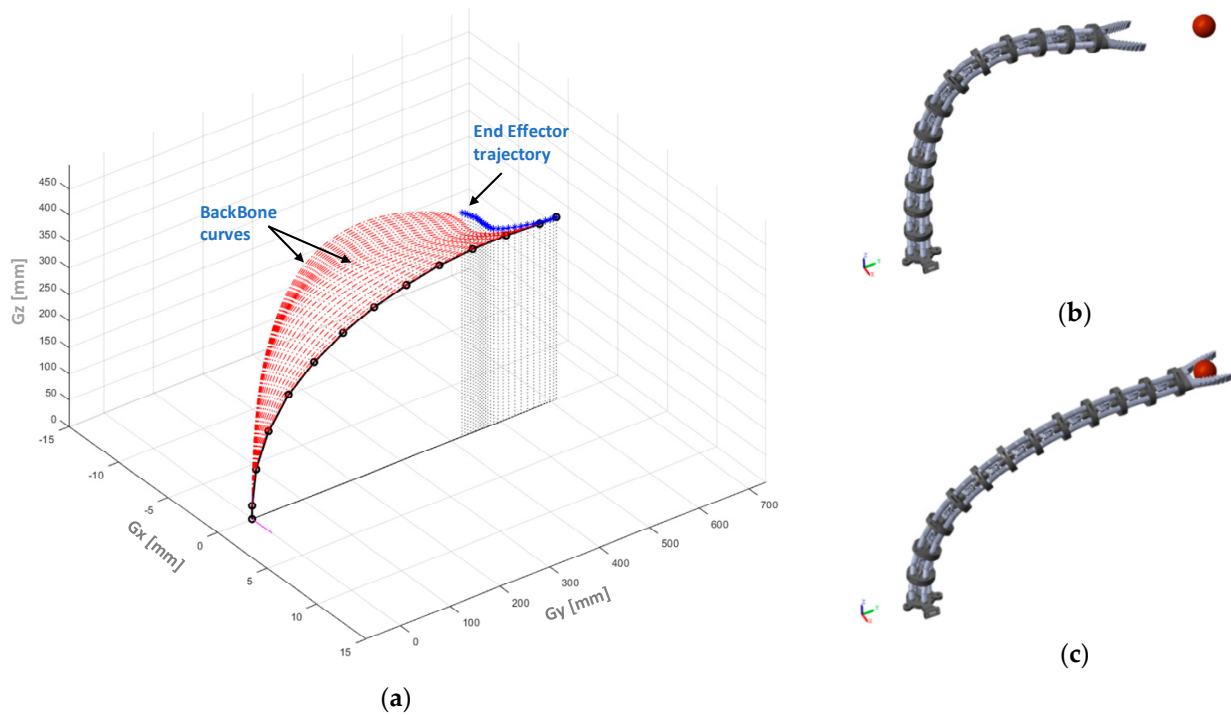 End Effector
trajectory
BackBone
curves
450
400
350
300
250
200
150
100
50
0
Gz [mm]
-15
-10
-5
0
5
10
15
Gx [mm]
0
100
200
300
400
500
600
700
Gy [mm]
(a)
Z
Y
X
(b)
Z
Y
X
(c)